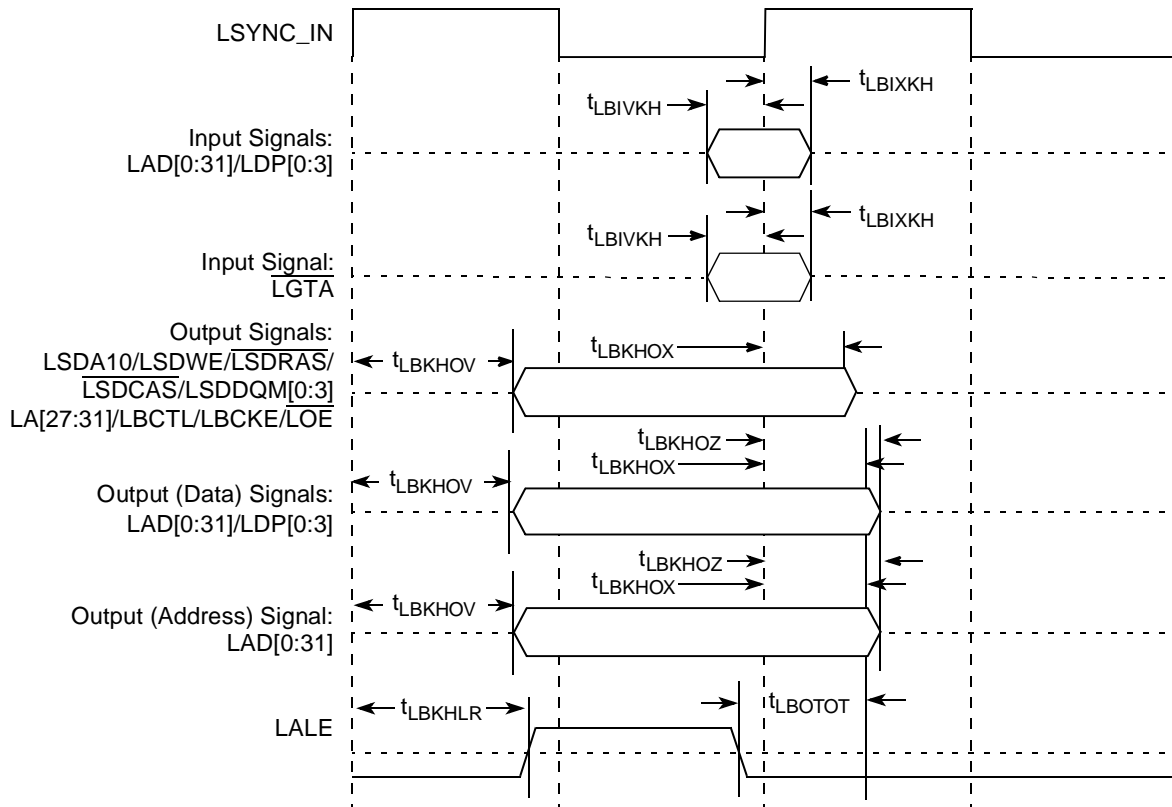 LSYNC_IN
tLBIXKH
tLBIVKH
Input Signals:
LAD[0:31]/LDP[0:3]
tLBIXKH
tLBIVKH
Input Signal:
LGTA
Output Signals:
LSDA10/LSDWE/LSDRAS/
LSDCAS/LSDDQM[0:3]
LA[27:31]/LBCTL/LBCKE/LOE
tLBKHOV
tLBKHOX
tLBKHOZ
tLBKHOX
tLBKHOV
Output (Data) Signals:
LAD[0:31]/LDP[0:3]
tLBKHOZ
tLBKHOX
tLBKHOV
Output (Address) Signal:
LAD[0:31]
tLBKHLR
tLBOTOT
LALE